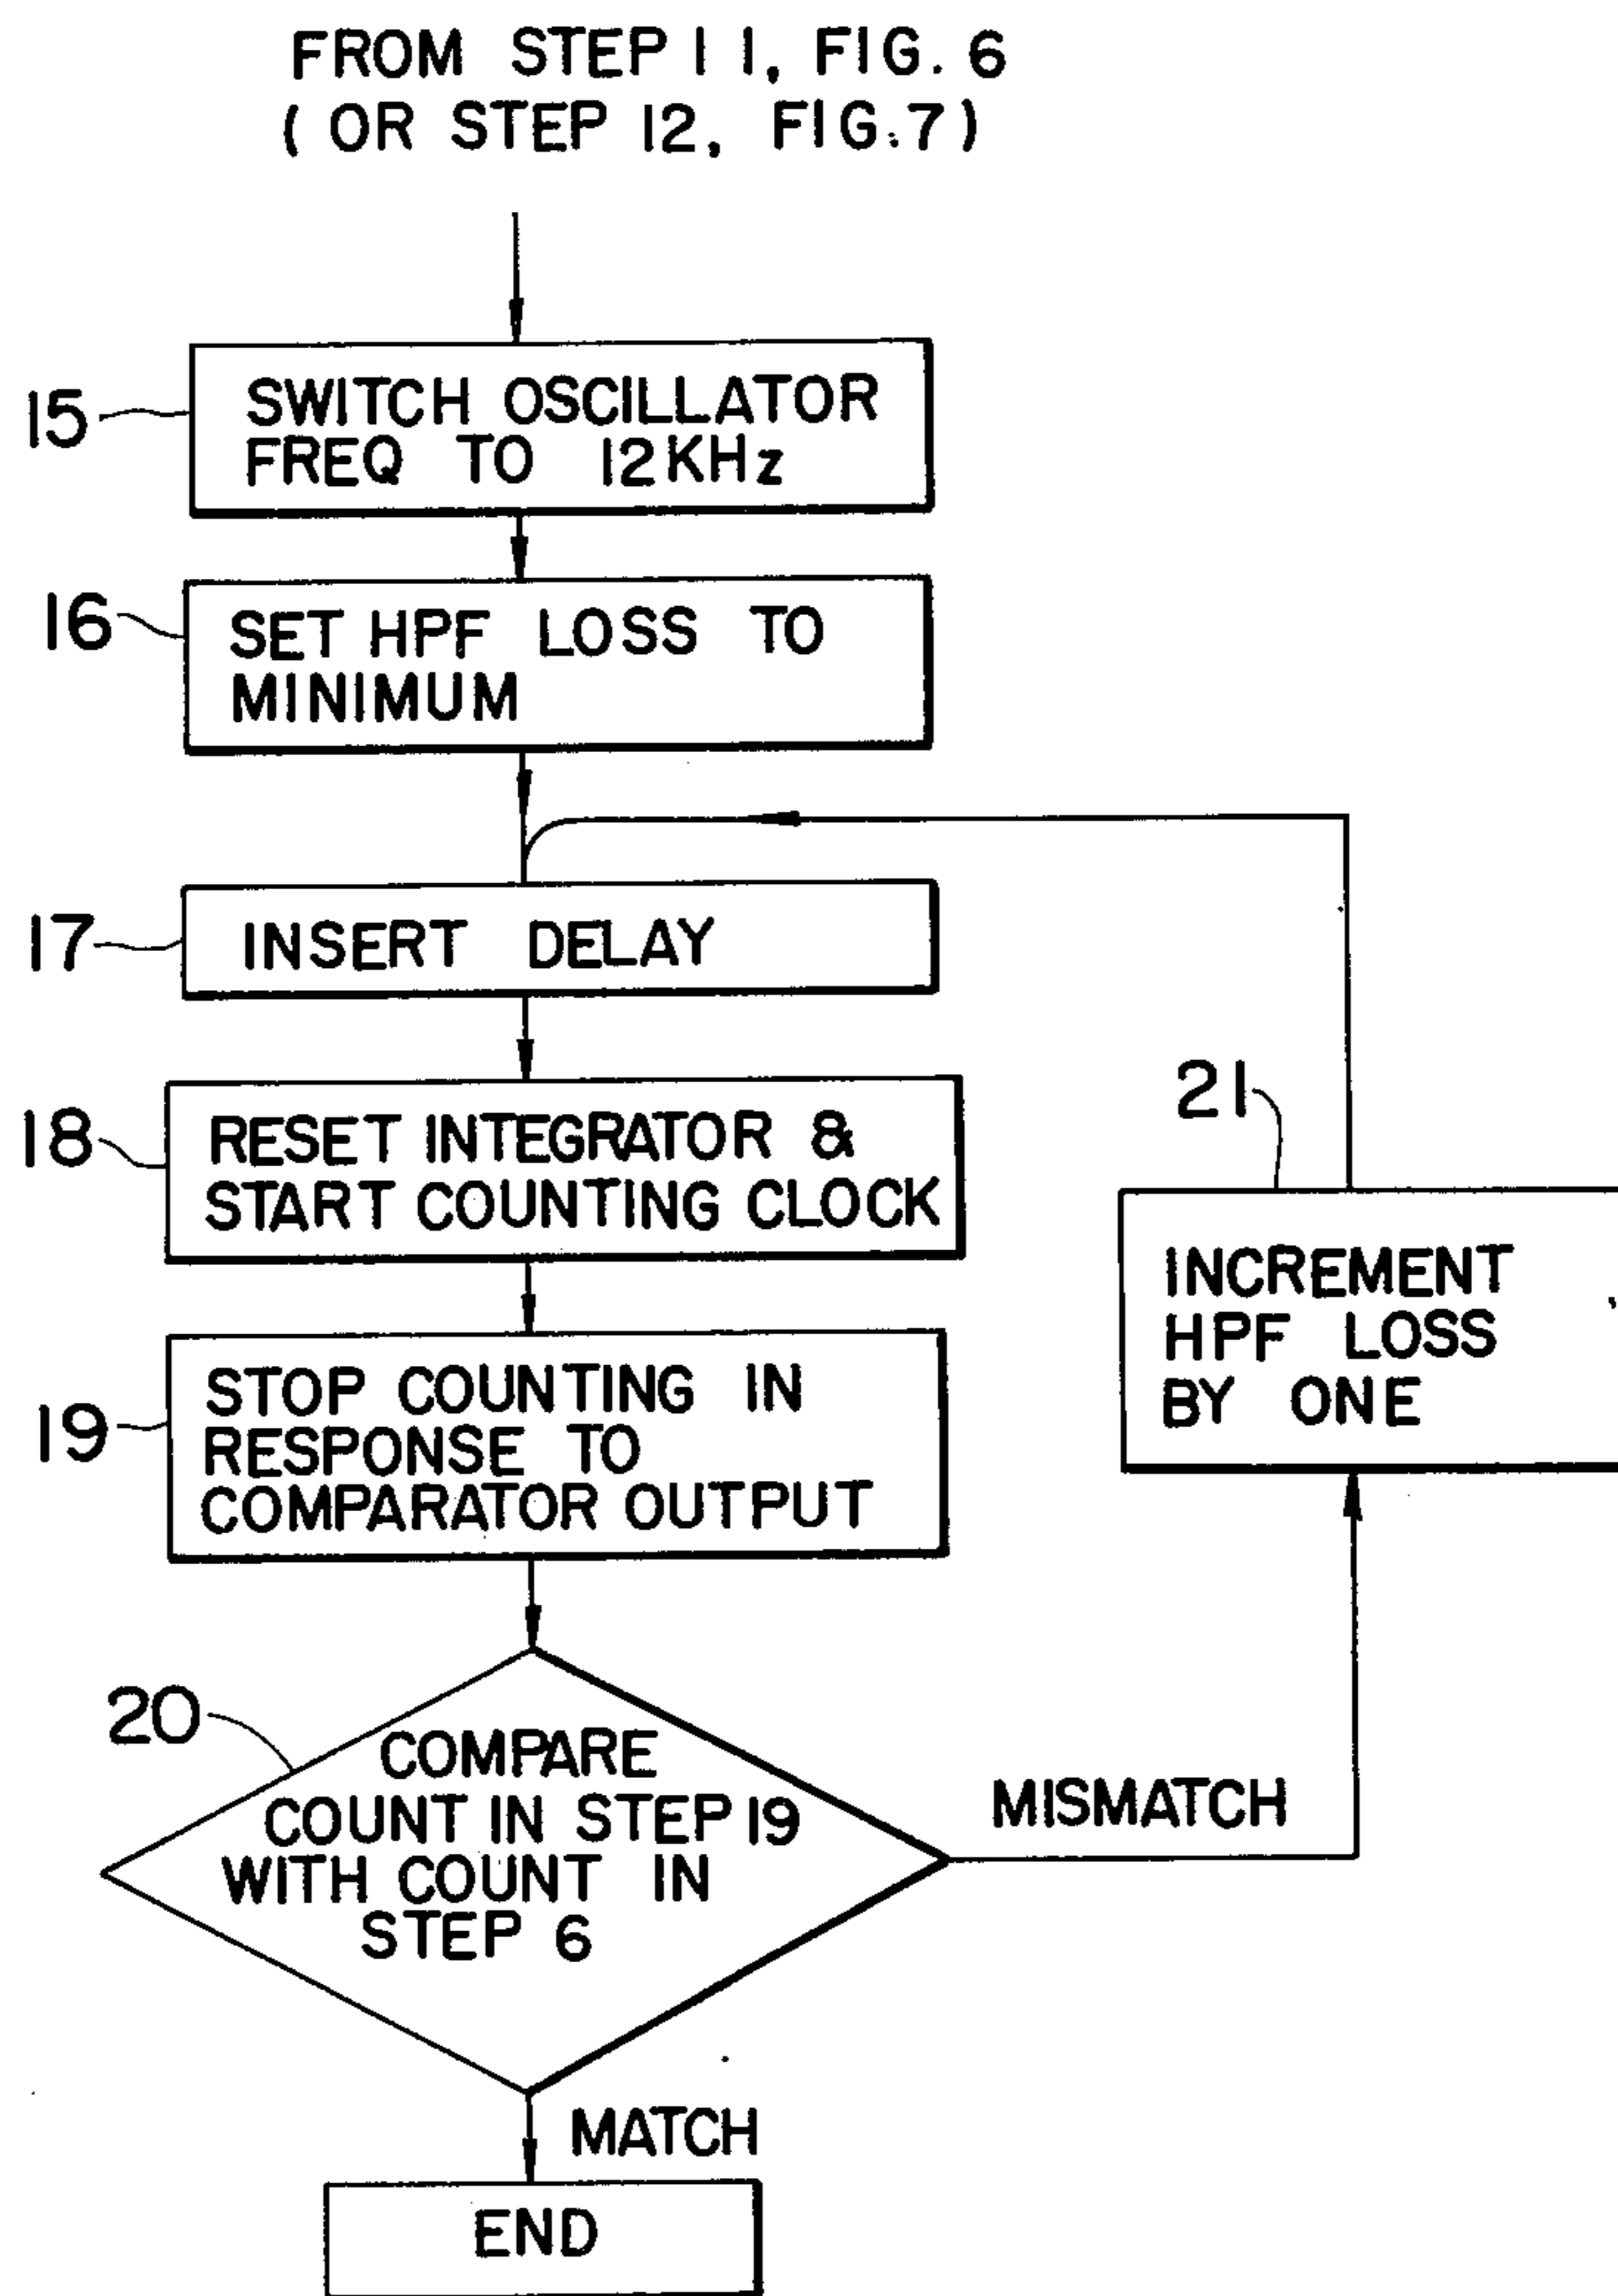 FROM STEP 11, FIG. 6
(OR STEP 12, FIG. 7)
15
SWITCH OSCILLATOR
FREQ TO 12KHz
16
SET HPF LOSS TO
MINIMUM
17
INSERT DELAY
18
RESET INTEGRATOR &
START COUNTING CLOCK
21
INCREMENT
HPF LOSS
BY ONE
19
STOP COUNTING IN
RESPONSE TO
COMPARATOR OUTPUT
20
COMPARE
COUNT IN STEP 19
WITH COUNT IN
STEP 6
MISMATCH
MATCH
END